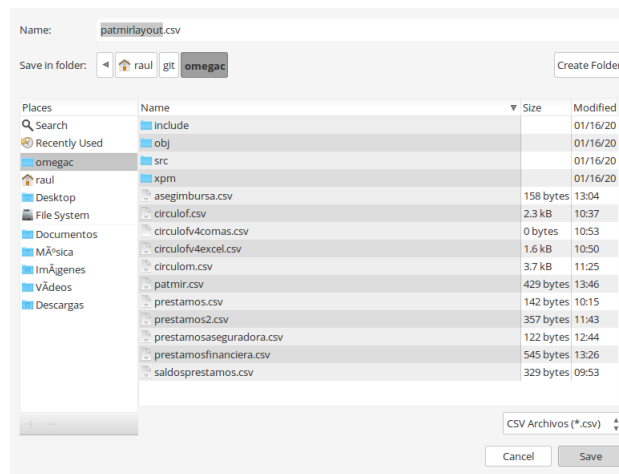 Name: patmirlayout.csv
Save in folder: raul git omegac Create Folder
Places Name Size Modified
Search include 01/16/20
Recently Used obj 01/16/20
omegac src 01/16/20
raul xpm 01/16/20
Desktop asegimbursa.csv 158 bytes 13:04
File System circulof.csv 2.3 kB 10:37
Documentos circulofv4comas.csv 0 bytes 10:53
MÃºsica circulofv4excel.csv 1.6 kB 10:50
ImÃ¡genes circulom.csv 3.7 kB 11:25
VÃ­deos patmir.csv 429 bytes 13:46
Descargas prestamos.csv 142 bytes 10:15
prestamos2.csv 357 bytes 11:43
prestamosaseguradora.csv 122 bytes 12:44
prestamosfinanciera.csv 545 bytes 13:26
saldosprestamos.csv 329 bytes 09:53
CSV Archivos (*.csv)
Cancel Save